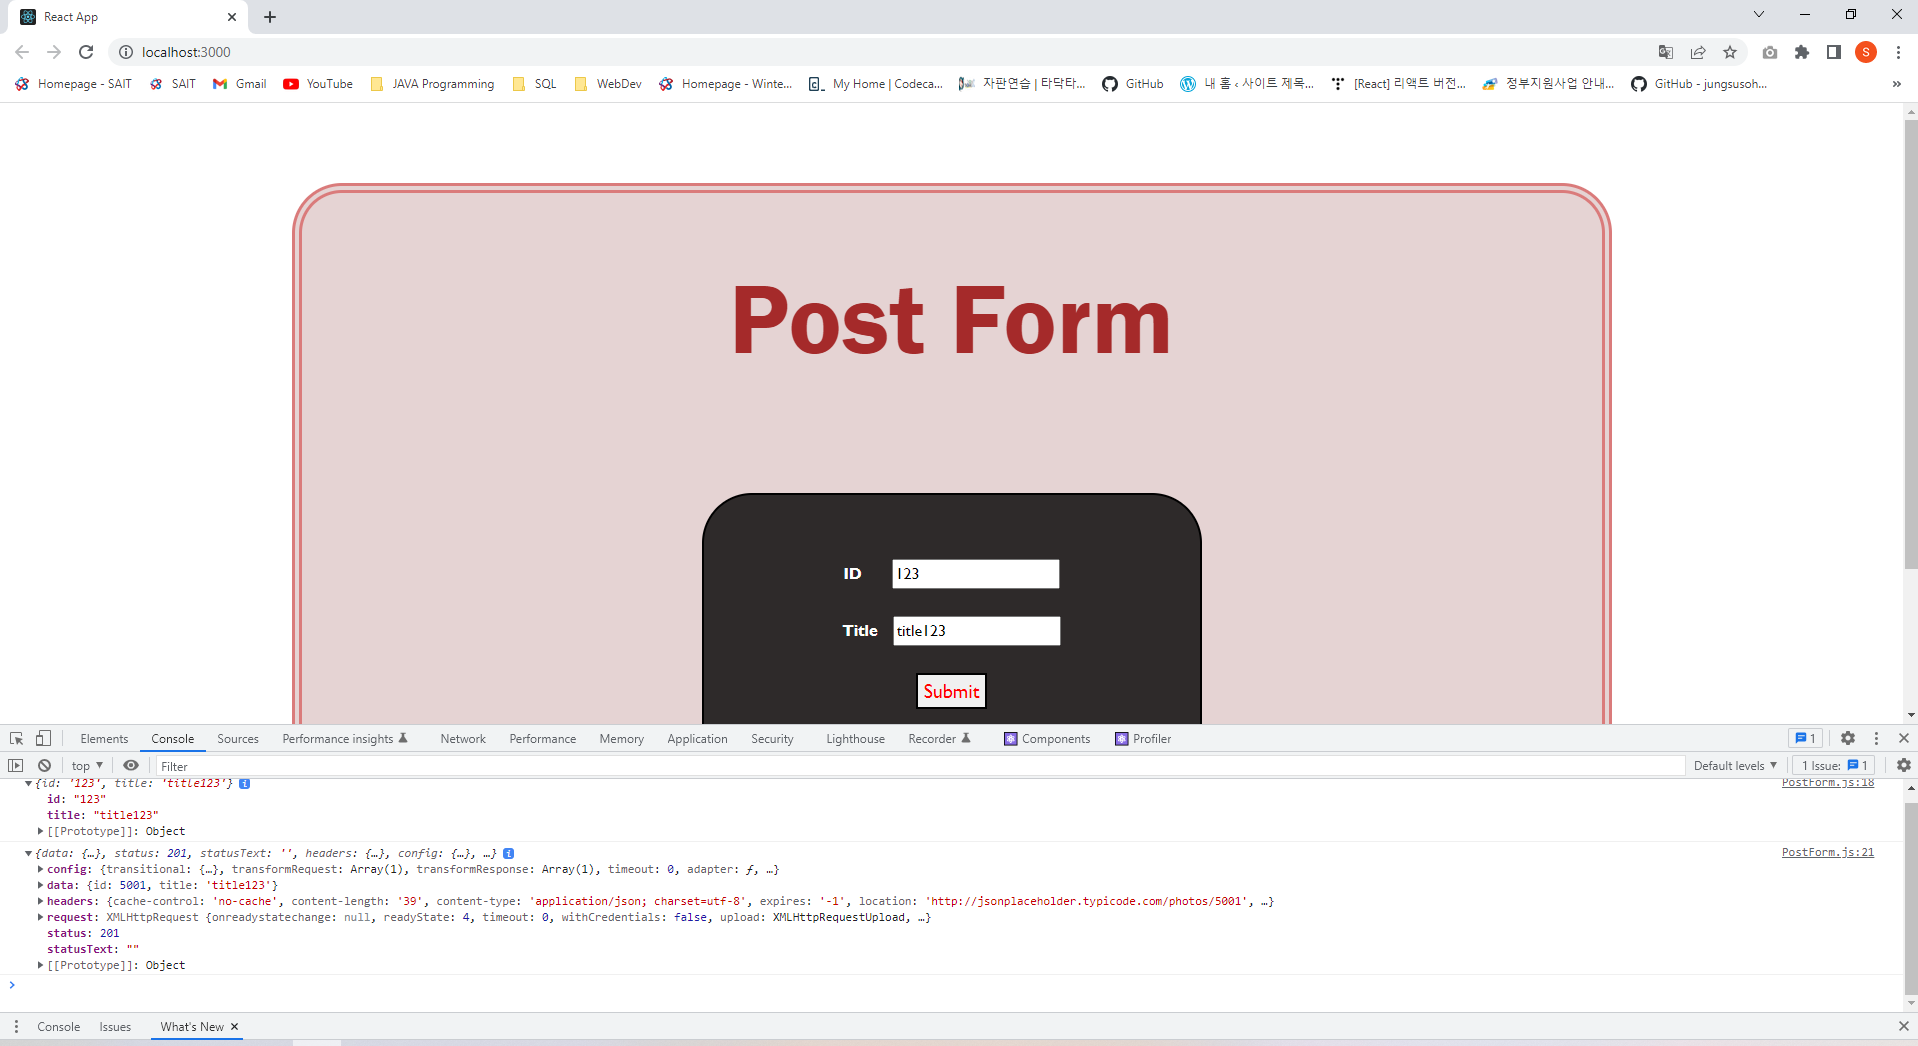 React App
localhost:3000
S
Homepage - SAIT SAIT Gmail YouTube JAVA Programming SQL WebDev Homepage - Winte... My Home | Codeca... 자판연습 | 타닥타... GitHub 내 홈 ‹ 사이트 제목... [React] 리액트 버전... 정부지원사업 안내... GitHub - jungsusoh... »
Post Form
ID 123
Title title123
Submit
Elements Console Sources Performance insights Network Performance Memory Application Security Lighthouse Recorder Components Profiler 1
top Filter Default levels 1 Issue: 1
{id: '123', title: 'title123'} PostForm.js:18
id: "123"
title: "title123"
[[Prototype]]: Object
{data: {…}, status: 201, statusText: '', headers: {…}, config: {…}, …} PostForm.js:21
config: {transitional: {…}, transformRequest: Array(1), transformResponse: Array(1), timeout: 0, adapter: ƒ, …}
data: {id: 5001, title: 'title123'}
headers: {cache-control: 'no-cache', content-length: '39', content-type: 'application/json; charset=utf-8', expires: '-1', location: 'http://jsonplaceholder.typicode.com/photos/5001', …}
request: XMLHttpRequest {onreadystatechange: null, readyState: 4, timeout: 0, withCredentials: false, upload: XMLHttpRequestUpload, …}
status: 201
statusText: ""
[[Prototype]]: Object
Console Issues What's New